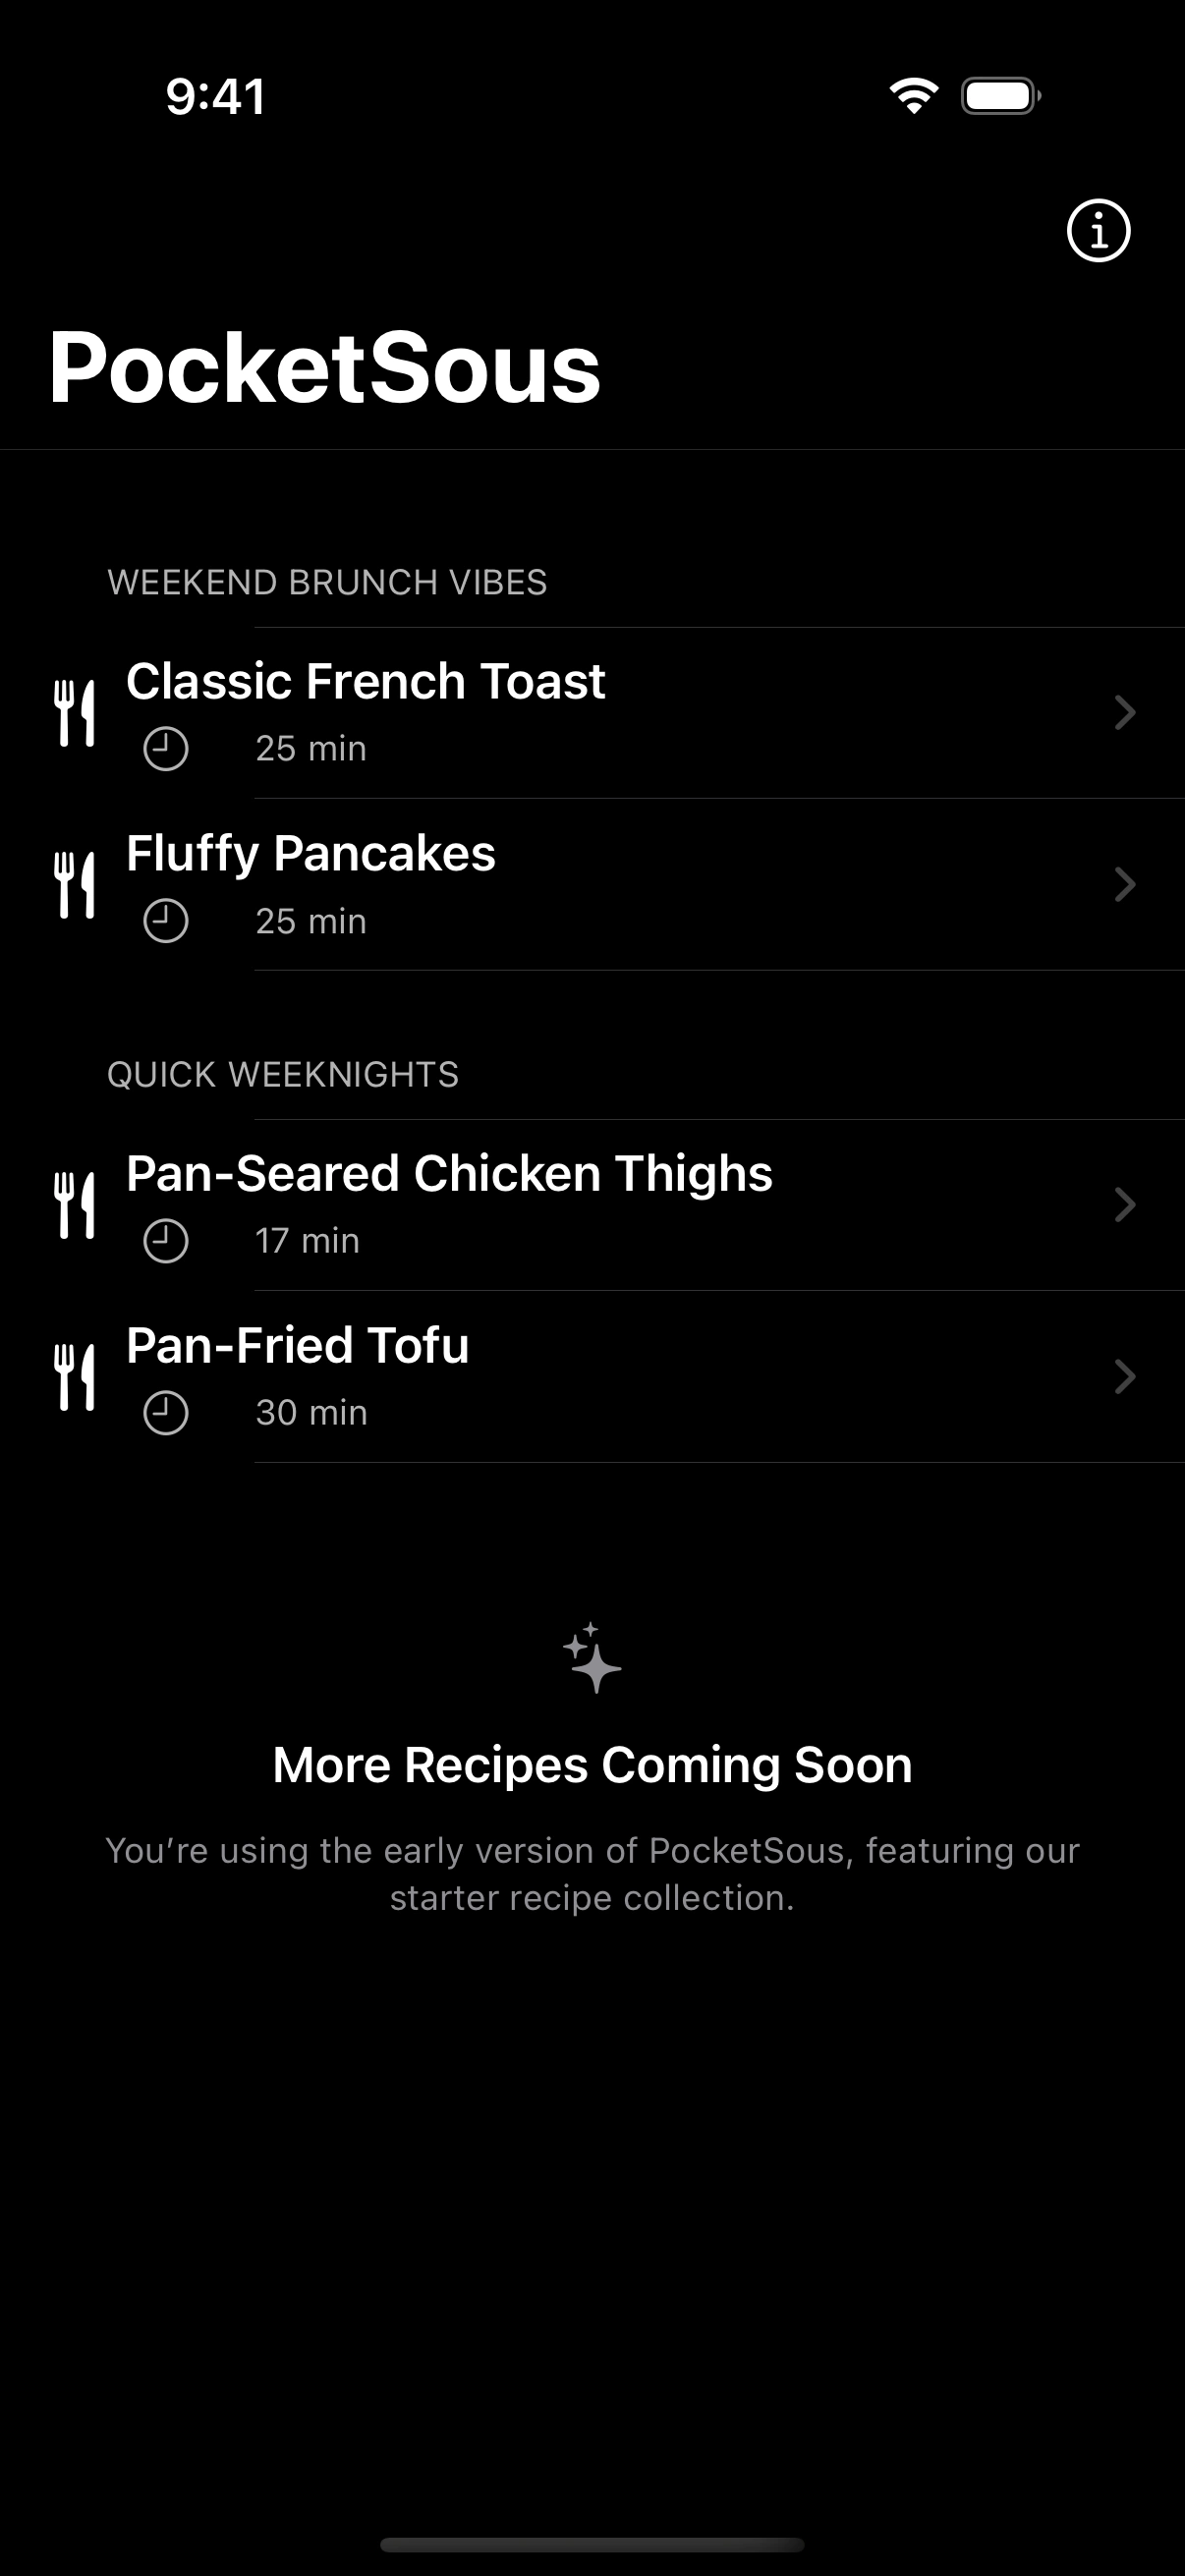 9:41
PocketSous
WEEKEND BRUNCH VIBES
Classic French Toast
25 min
Fluffy Pancakes
25 min
QUICK WEEKNIGHTS
Pan-Seared Chicken Thighs
17 min
Pan-Fried Tofu
30 min
More Recipes Coming Soon
You’re using the early version of PocketSous, featuring our
starter recipe collection.